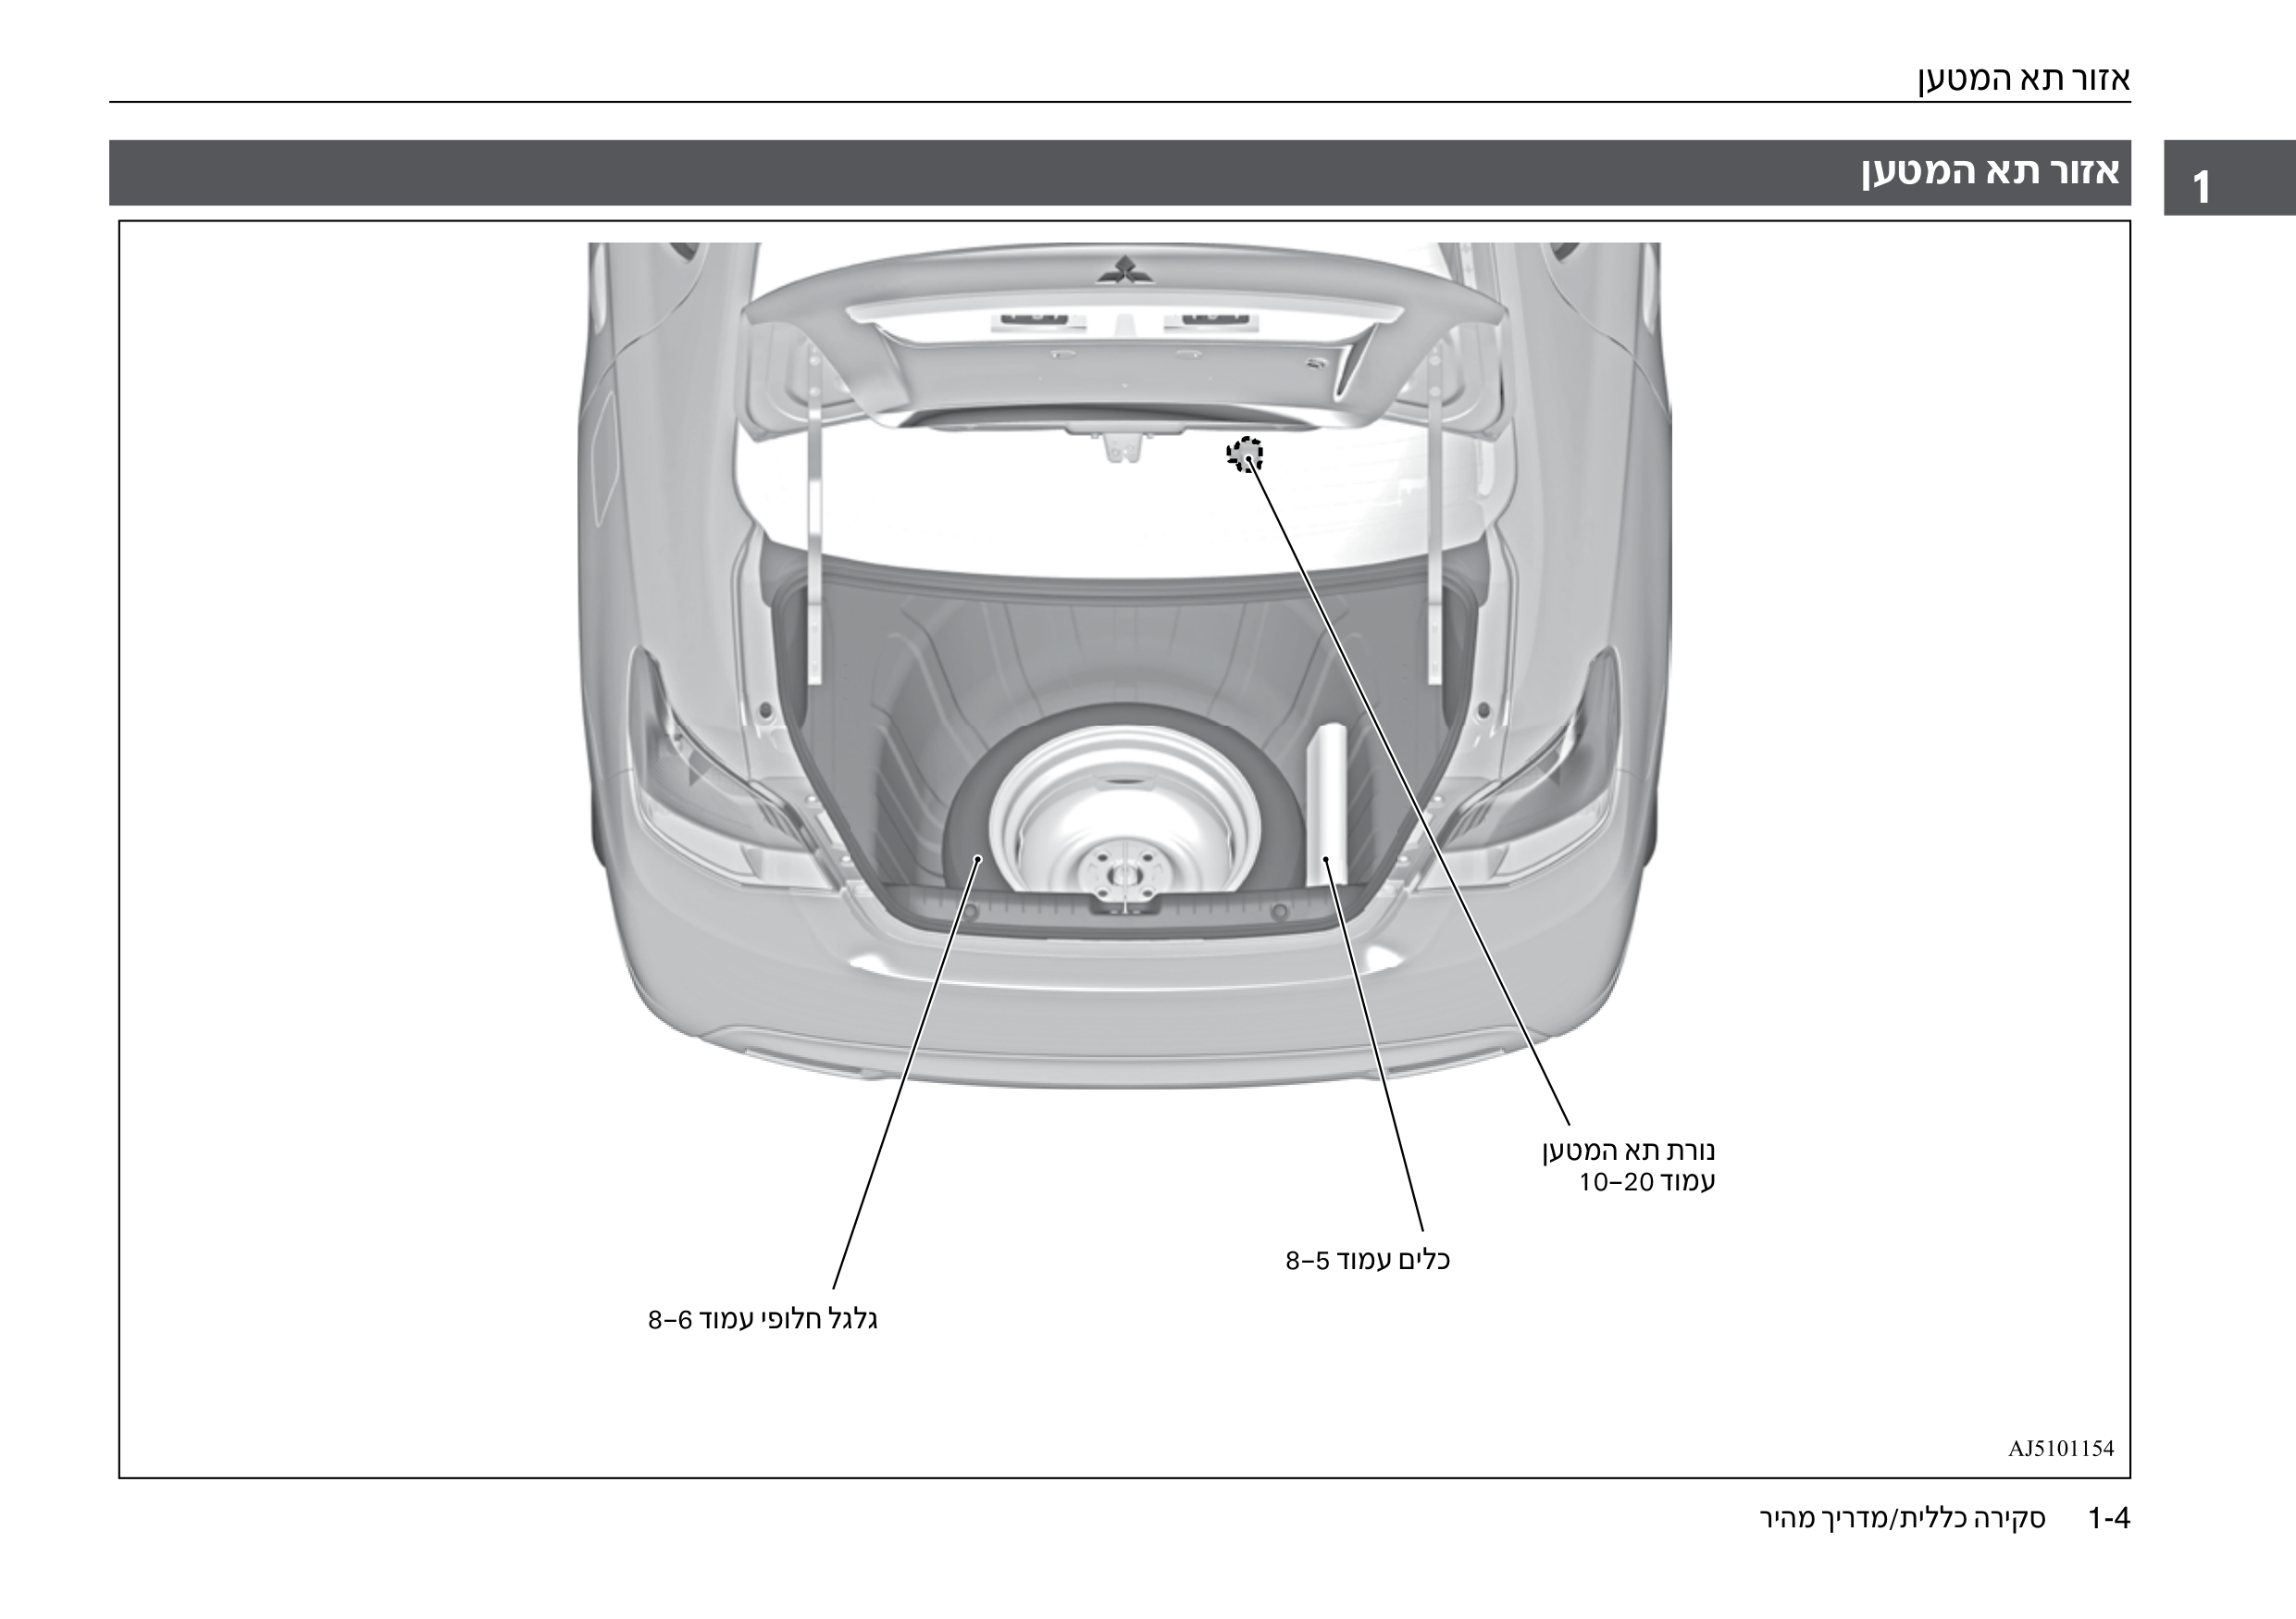 אזור תא המטען
אזור תא המטען
1
נורת תא המטען
עמוד 10–20
כלים עמוד 8–5
גלגל חלופי עמוד 8–6
AJ5101154
1-4 סקירה כללית/מדריך מהיר